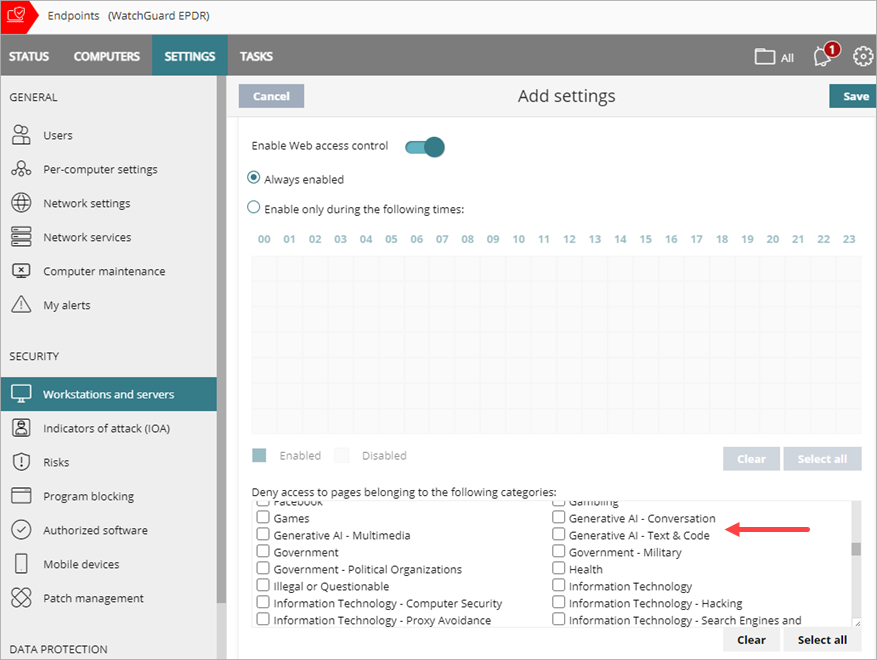 Endpoints (WatchGuard EPDR)
STATUS COMPUTERS SETTINGS TASKS All 1
GENERAL
Users
Per-computer settings
Network settings
Network services
Computer maintenance
My alerts
SECURITY
Workstations and servers
Indicators of attack (IOA)
Risks
Program blocking
Authorized software
Mobile devices
Patch management
DATA PROTECTION
Cancel Add settings Save
Enable Web access control
Always enabled
Enable only during the following times:
00 01 02 03 04 05 06 07 08 09 10 11 12 13 14 15 16 17 18 19 20 21 22 23
Enabled Disabled Clear Select all
Deny access to pages belonging to the following categories:
Facebook Gambling
Games Generative AI - Conversation
Generative AI - Multimedia Generative AI - Text & Code
Government Government - Military
Government - Political Organizations Health
Illegal or Questionable Information Technology
Information Technology - Computer Security Information Technology - Hacking
Information Technology - Proxy Avoidance Information Technology - Search Engines and
Clear Select all